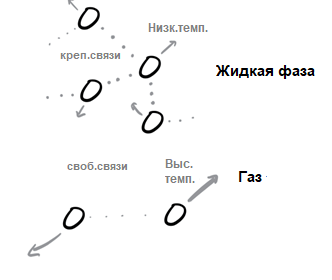 Низк.темп.
креп.связи
Жидкая фаза
своб.связи
Выс.
темп.
Газ